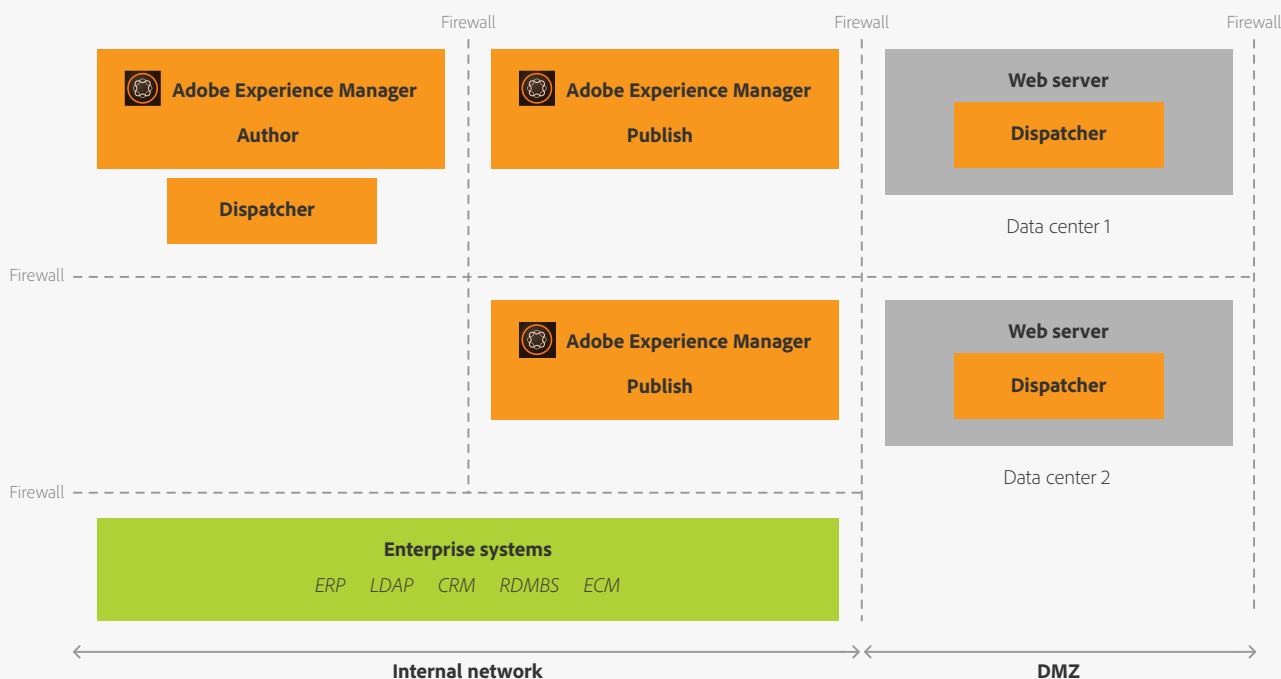 Firewall
Firewall
Firewall
Adobe Experience Manager
Author
Dispatcher
Adobe Experience Manager
Publish
Web server
Dispatcher
Data center 1
Firewall
Adobe Experience Manager
Publish
Web server
Dispatcher
Data center 2
Firewall
Enterprise systems
ERP LDAP CRM RDMBS ECM
Internal network
DMZ